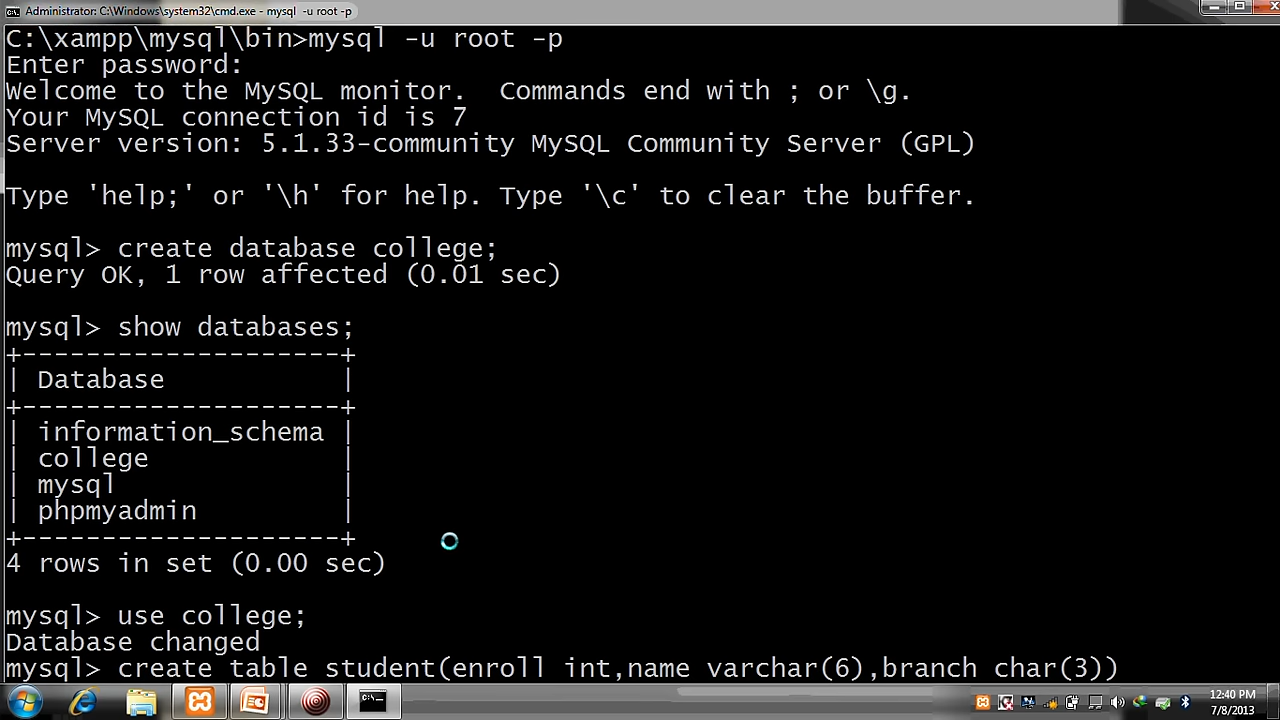 Administrator: C:\Windows\system32\cmd.exe - mysql -u root -p
C:\xampp\mysql\bin>mysql -u root -p
Enter password:
Welcome to the MySQL monitor.  Commands end with ; or \g.
Your MySQL connection id is 7
Server version: 5.1.33-community MySQL Community Server (GPL)
Type 'help;' or '\h' for help. Type '\c' to clear the buffer.
mysql> create database college;
Query OK, 1 row affected (0.01 sec)
mysql> show databases;
+--------------------+
| Database           |
+--------------------+
| information_schema |
| college            |
| mysql              |
| phpmyadmin         |
+--------------------+
4 rows in set (0.00 sec)
mysql> use college;
Database changed
mysql> create table student(enroll int,name varchar(6),branch char(3))
12:40 PM
7/8/2013